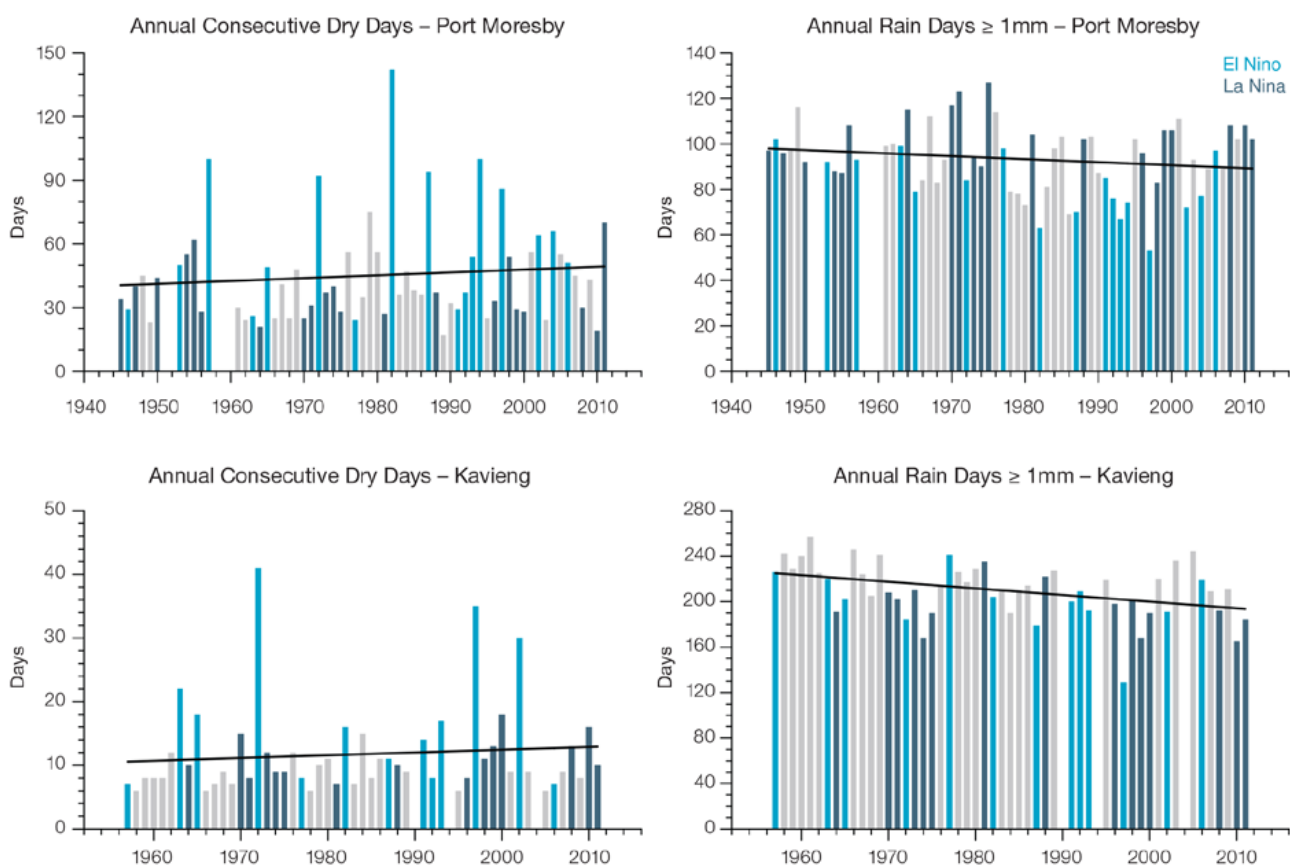 Annual Consecutive Dry Days – Port Moresby
150
120
90
60
30
0
Days
1940 1950 1960 1970 1980 1990 2000 2010
Annual Rain Days ≥ 1mm – Port Moresby
El Nino
La Nina
140
120
100
80
60
40
20
0
Days
1940 1950 1960 1970 1980 1990 2000 2010
Annual Consecutive Dry Days – Kavieng
50
40
30
20
10
0
Days
1960 1970 1980 1990 2000 2010
Annual Rain Days ≥ 1mm – Kavieng
280
240
200
160
120
80
40
0
Days
1960 1970 1980 1990 2000 2010